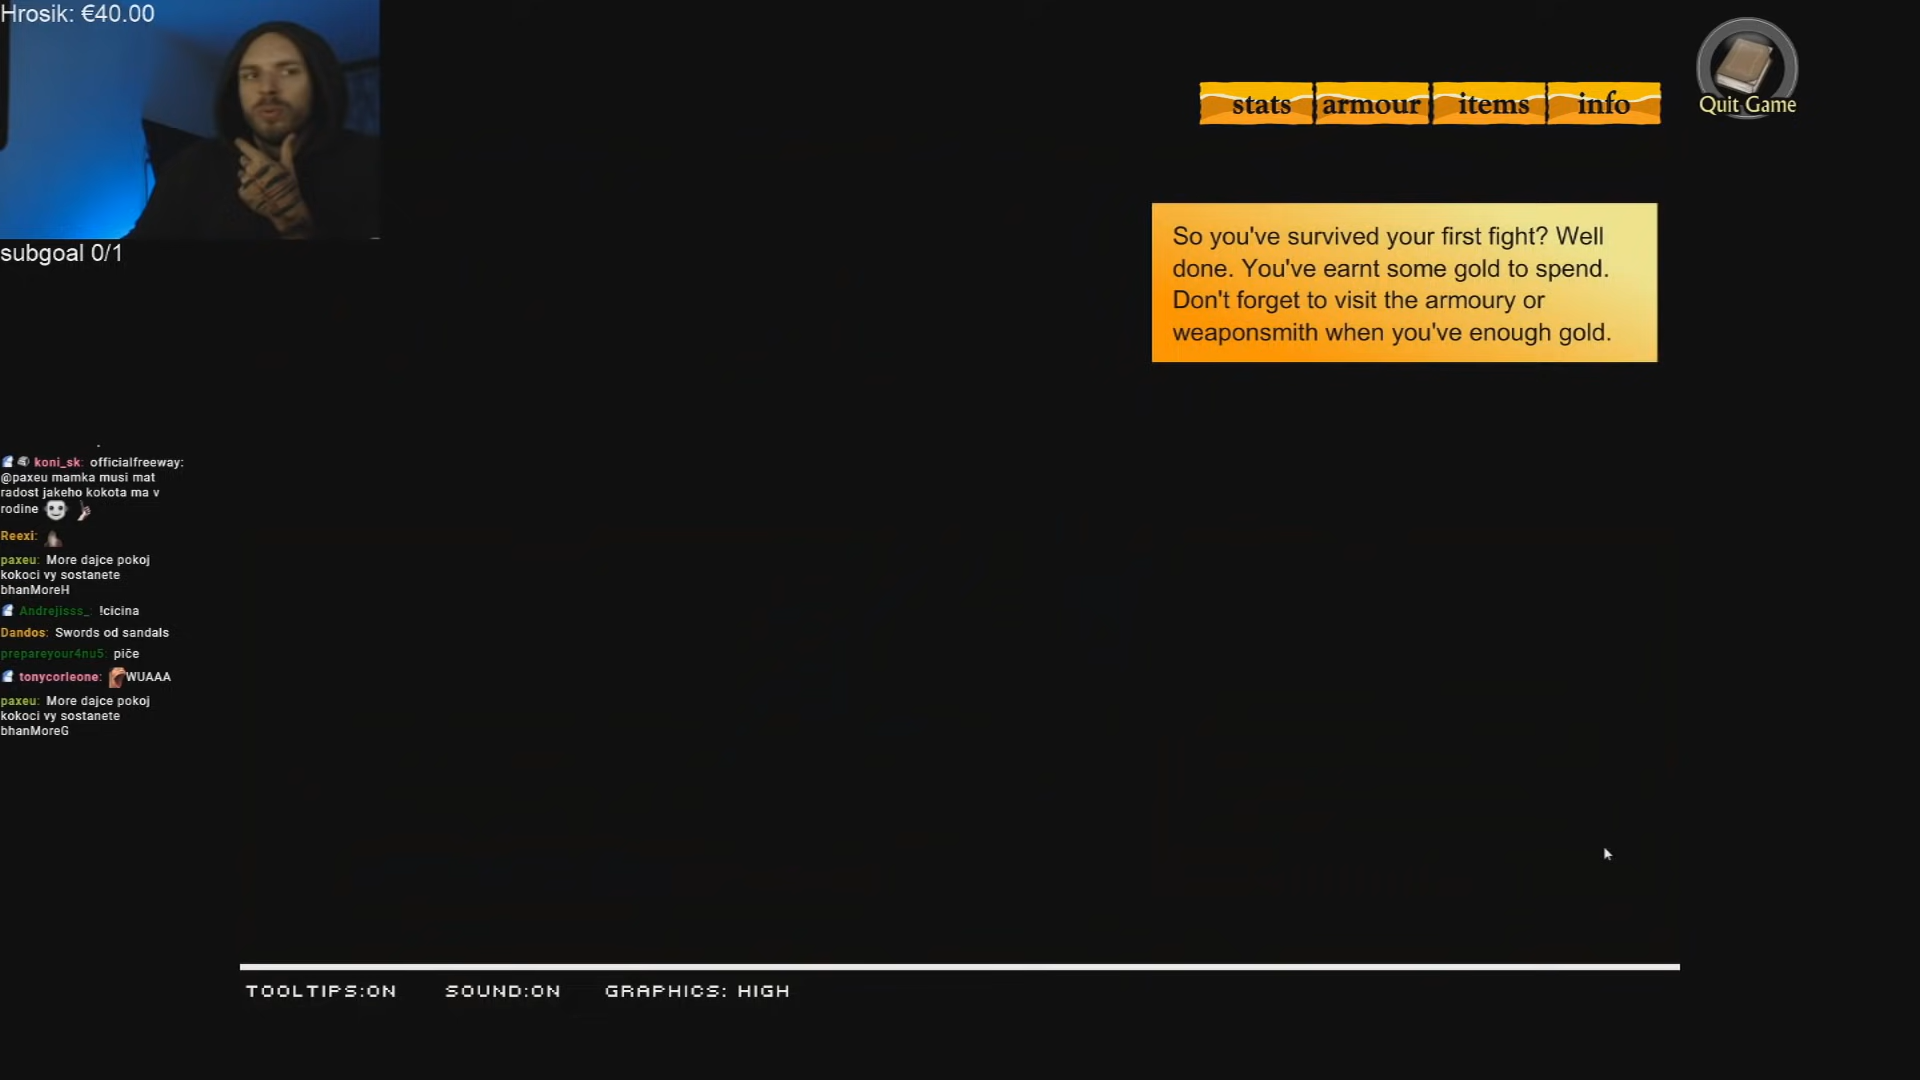 Hrosik: €40.00
subgoal 0/1
stats armour items info
Quit Game
So you've survived your first fight? Well
done. You've earnt some gold to spend.
Don't forget to visit the armoury or
weaponsmith when you've enough gold.
koni_sk: officialfreeway:
@paxeu mamka musi mat
radost jakeho kokota ma v
rodine
Reexi:
paxeu: More dajce pokoj
kokoci vy sostanete
bhanMoreH
Andrejisss_: !cicina
Dandos: Swords od sandals
prepareyour4nu5: piče
tonycorleone: WUAAA
paxeu: More dajce pokoj
kokoci vy sostanete
bhanMoreG
TOOLTIPS:ON SOUND:ON GRAPHICS: HIGH